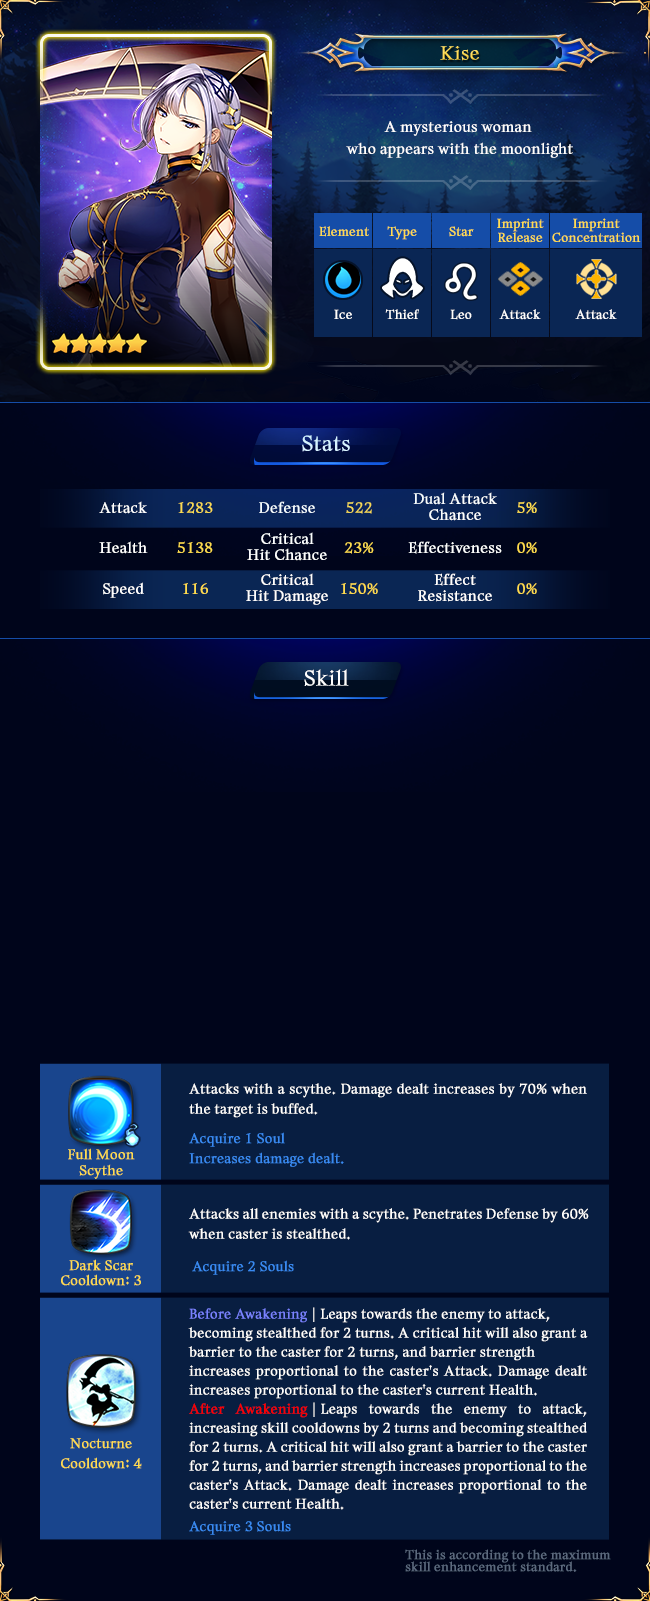 Kise
A mysterious woman
who appears with the moonlight
Element Type Star Imprint Release Imprint Concentration
Ice Thief Leo Attack Attack
Stats
Attack 1283 Defense 522 Dual Attack Chance 5%
Health 5138 Critical Hit Chance 23% Effectiveness 0%
Speed 116 Critical Hit Damage 150% Effect Resistance 0%
Skill
Full Moon
Scythe
Attacks with a scythe. Damage dealt increases by 70% when
the target is buffed.
Acquire 1 Soul
Increases damage dealt.
Dark Scar
Cooldown: 3
Attacks all enemies with a scythe. Penetrates Defense by 60%
when caster is stealthed.
Acquire 2 Souls
Nocturne
Cooldown: 4
Before Awakening | Leaps towards the enemy to attack,
becoming stealthed for 2 turns. A critical hit will also grant a
barrier to the caster for 2 turns, and barrier strength
increases proportional to the caster's Attack. Damage dealt
increases proportional to the caster's current Health.
After Awakening | Leaps towards the enemy to attack,
increasing skill cooldowns by 2 turns and becoming stealthed
for 2 turns. A critical hit will also grant a barrier to the caster
for 2 turns, and barrier strength increases proportional to the
caster's Attack. Damage dealt increases proportional to the
caster's current Health.
Acquire 3 Souls
This is according to the maximum
skill enhancement standard.